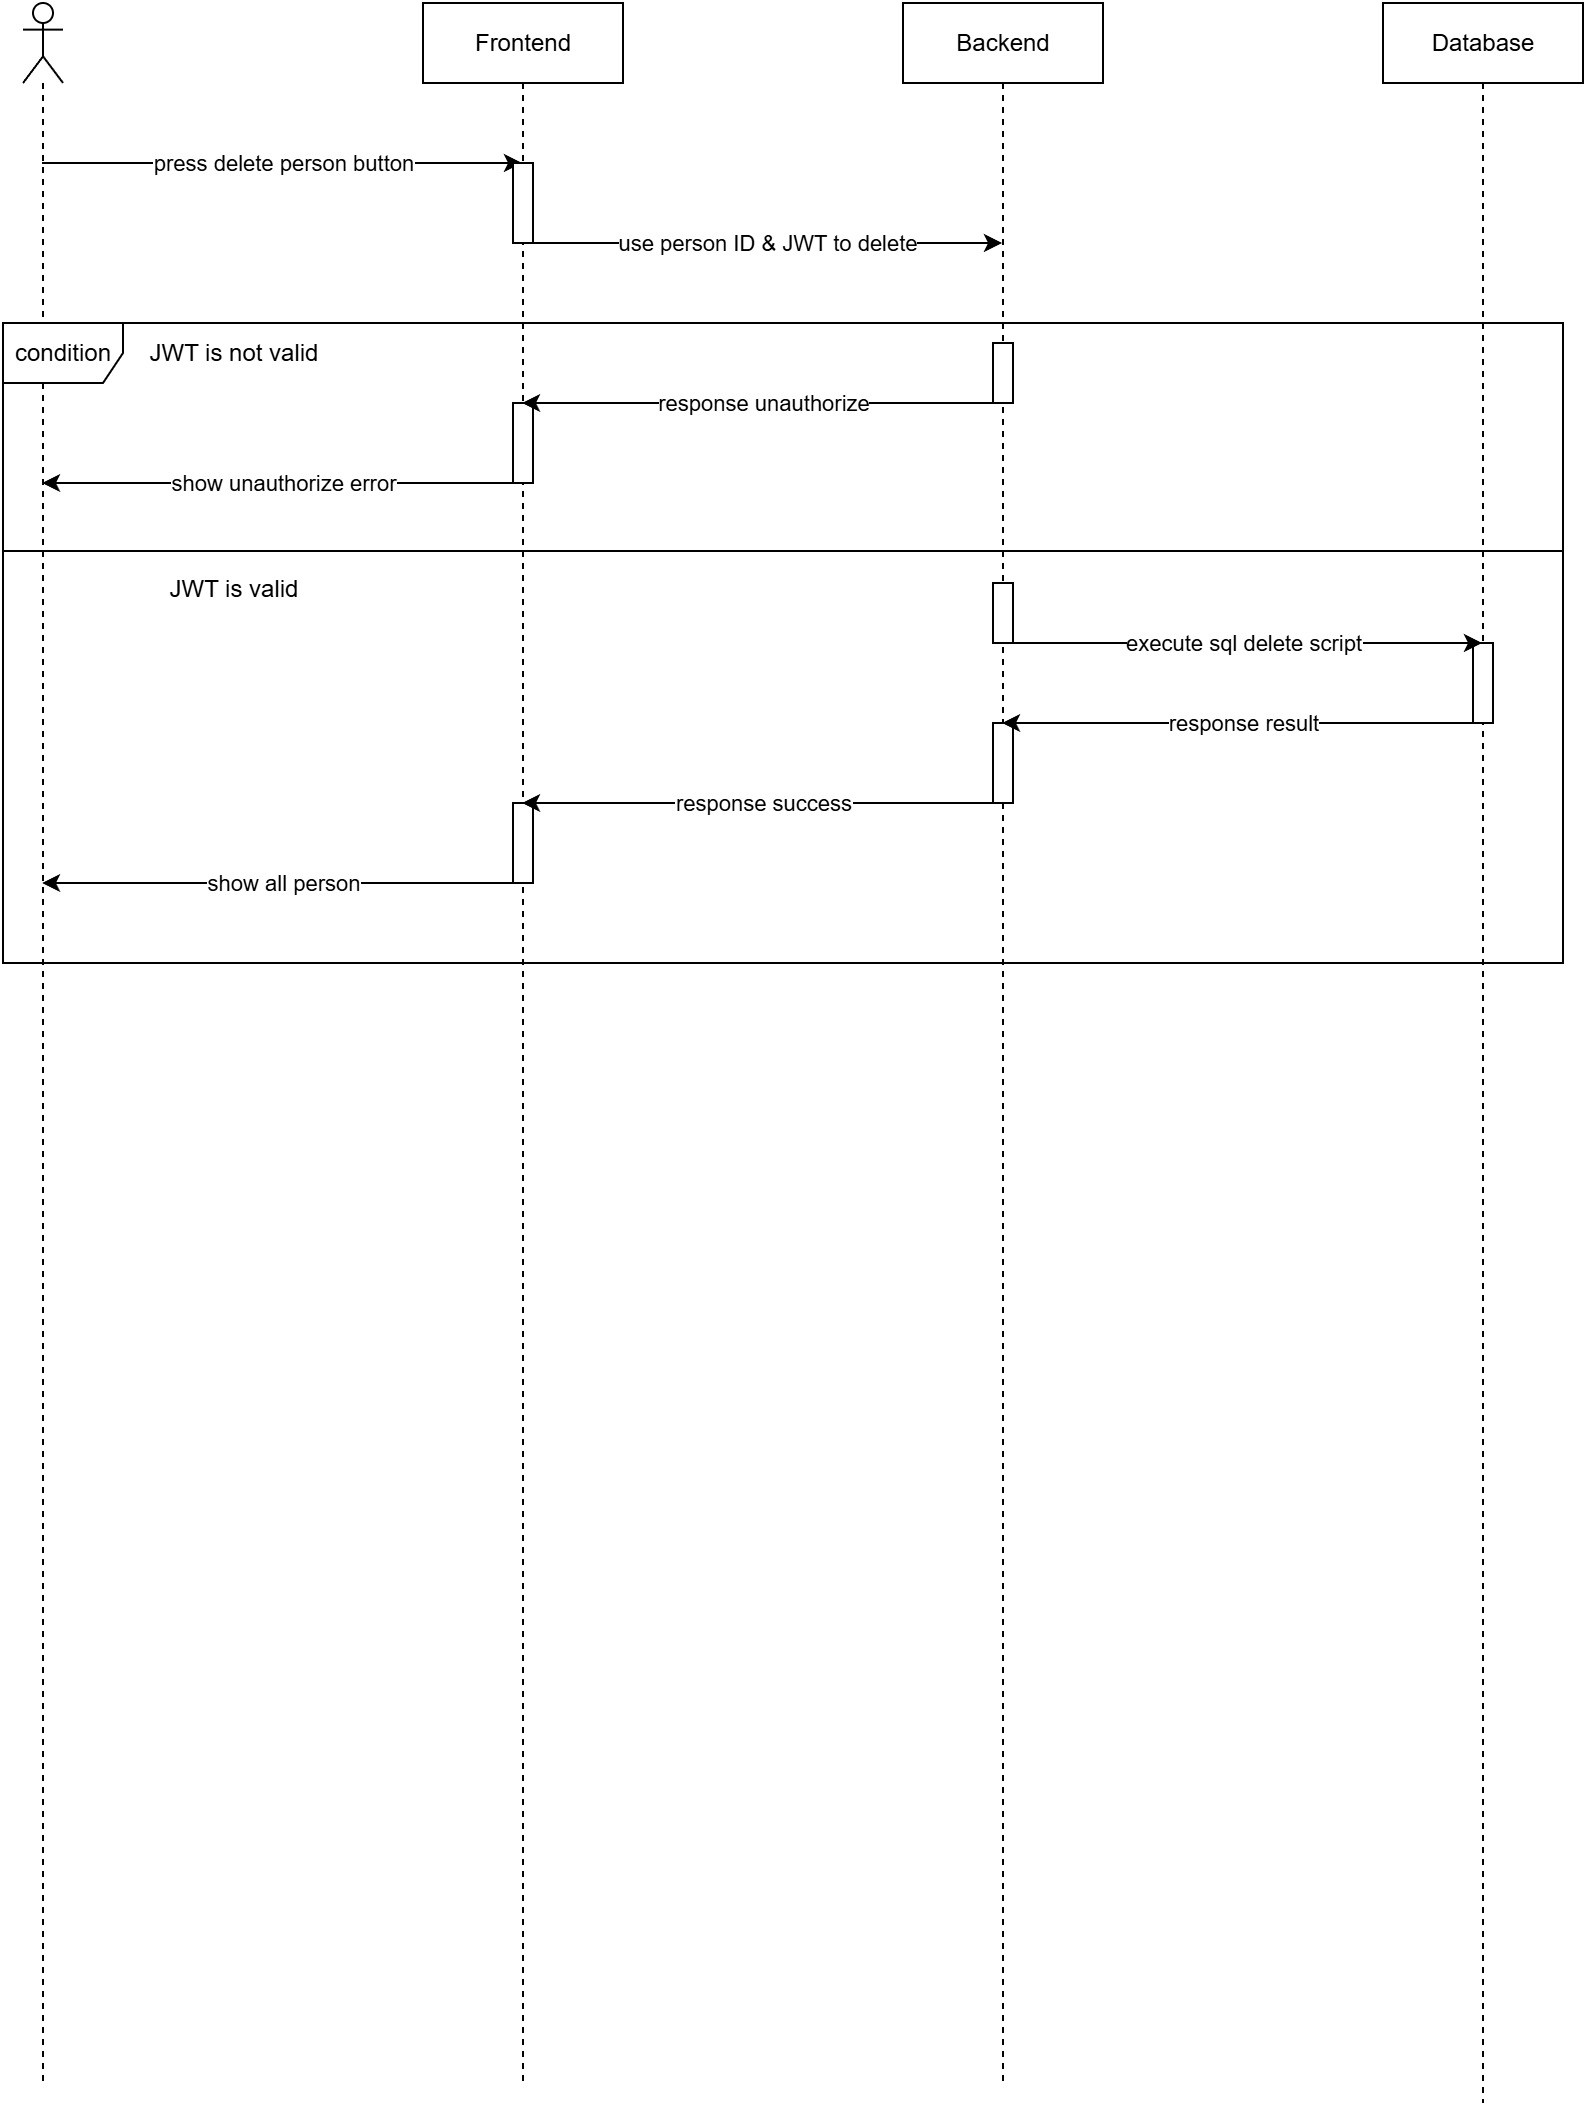 Frontend
Backend
Database
press delete person button
use person ID & JWT to delete
condition
JWT is not valid
response unauthorize
show unauthorize error
JWT is valid
execute sql delete script
response result
response success
show all person